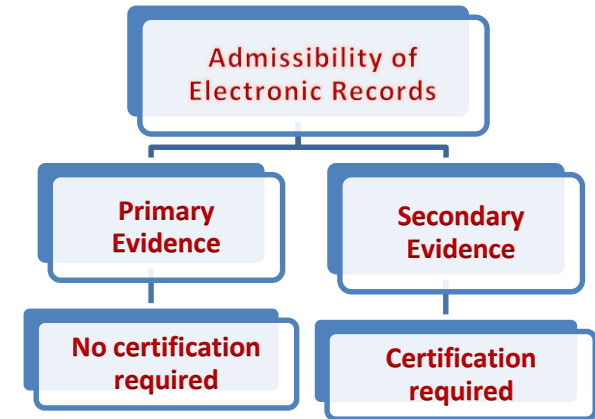 Admissibility of
Electronic Records
Primary
Evidence
Secondary
Evidence
No certification
required
Certification
required